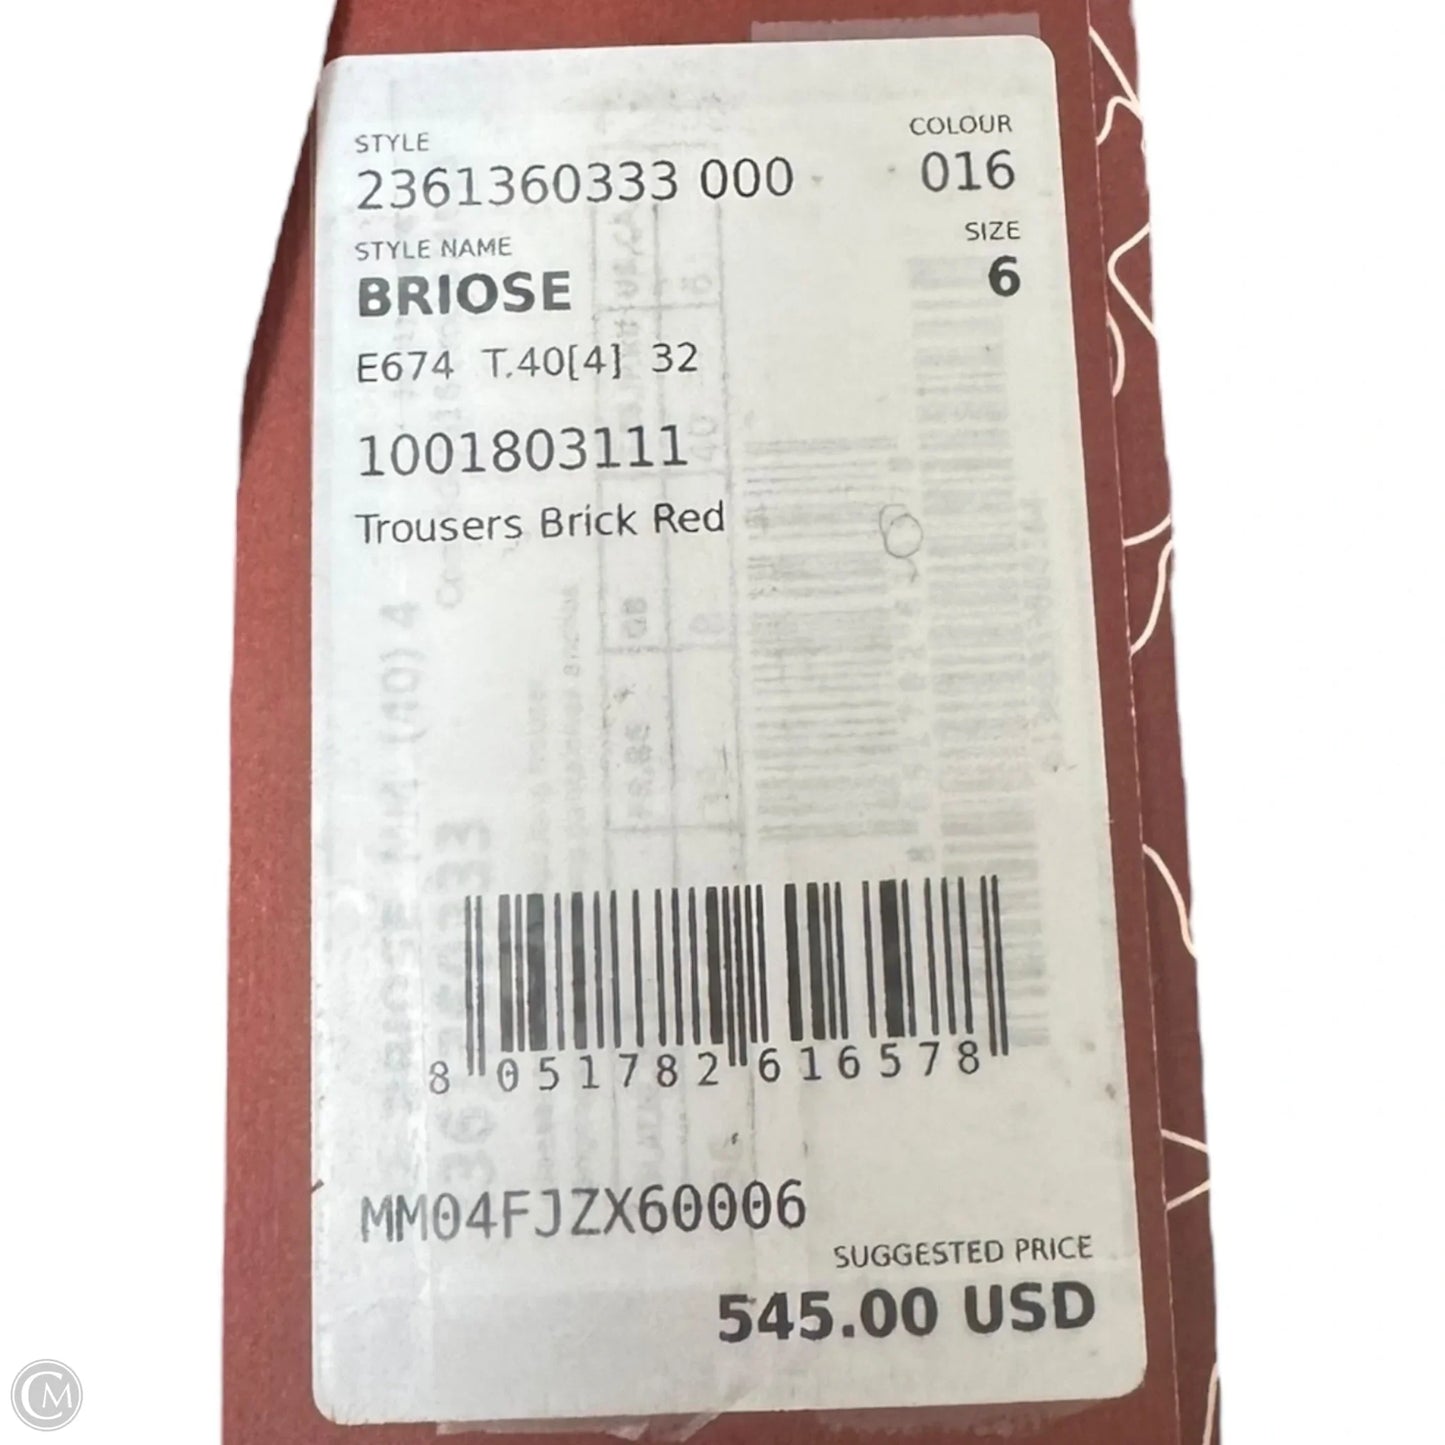 STYLE
2361360333 000
COLOUR
016
STYLE NAME
BRIOSE
SIZE
6
E674 T.40[4] 32
1001803111
Trousers Brick Red
8 051782 616578
MM04FJZX60006
SUGGESTED PRICE
545.00 USD
CM